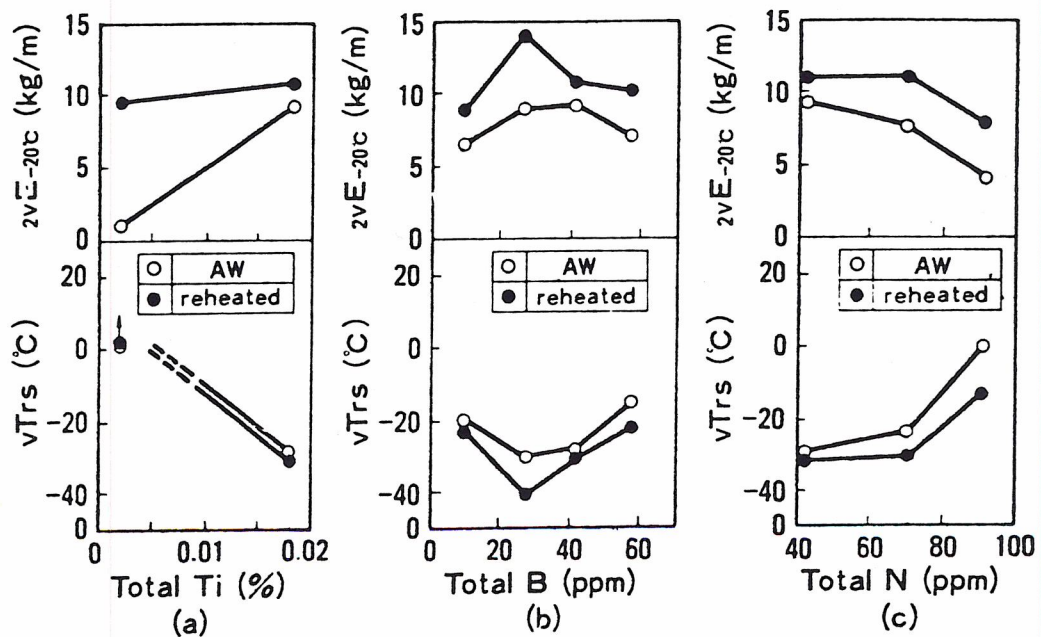 2vE-20℃ (kg/m)
15
10
5
0
20
0
-20
-40
vTrs (℃)
AW
reheated
0 0.01 0.02
Total Ti (%)
(a)
2vE-20℃ (kg/m)
15
10
5
0
20
0
-20
-40
0
vTrs (℃)
0 20 40 60
Total B (ppm)
(b)
2vE-20℃ (kg/m)
15
10
5
0
20
0
-20
-40
0
vTrs (℃)
AW
reheated
40 60 80 100
Total N (ppm)
(c)